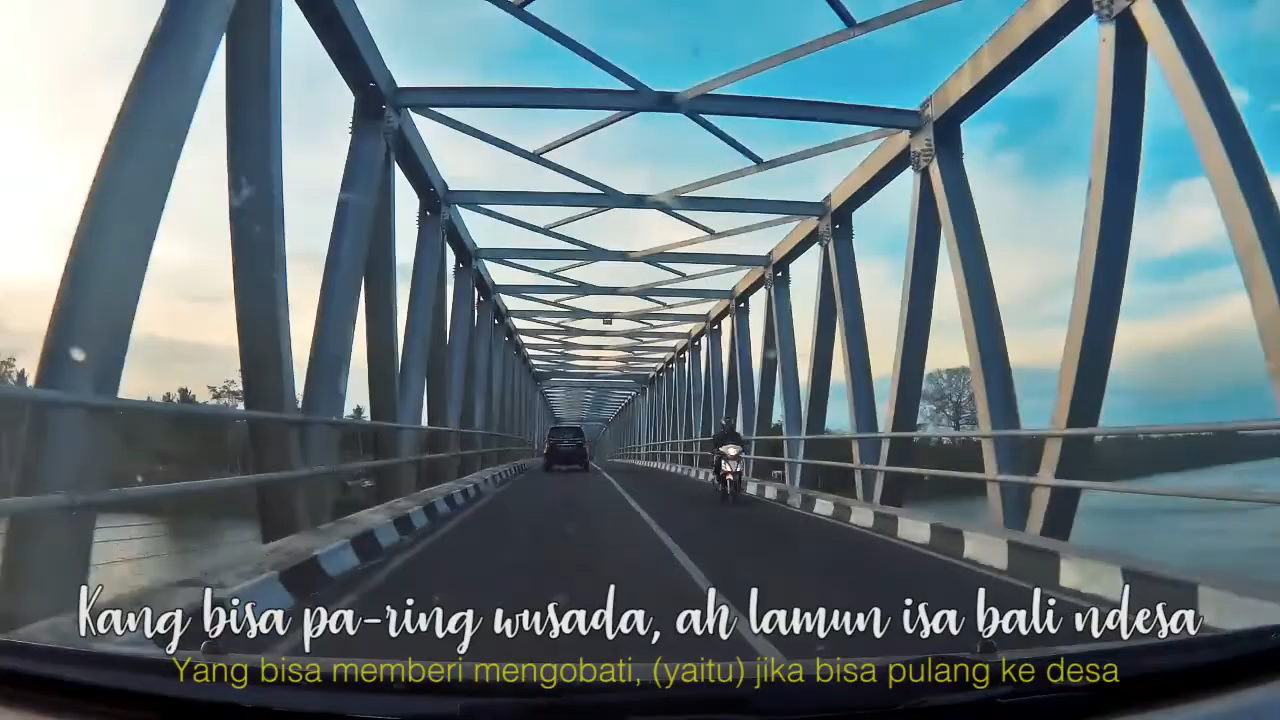 Kang bisa pa-ring wusada, ah lamun isa bali ndesa
Yang bisa memberi mengobati, (yaitu) jika bisa pulang ke desa